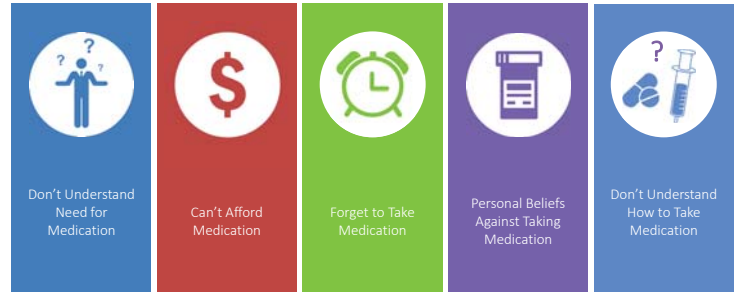 ?
?
?
Don't Understand
Need for
Medication
$
Can't Afford
Medication
Forget to Take
Medication
Personal Beliefs
Against Taking
Medication
?
Don't Understand
How to Take
Medication